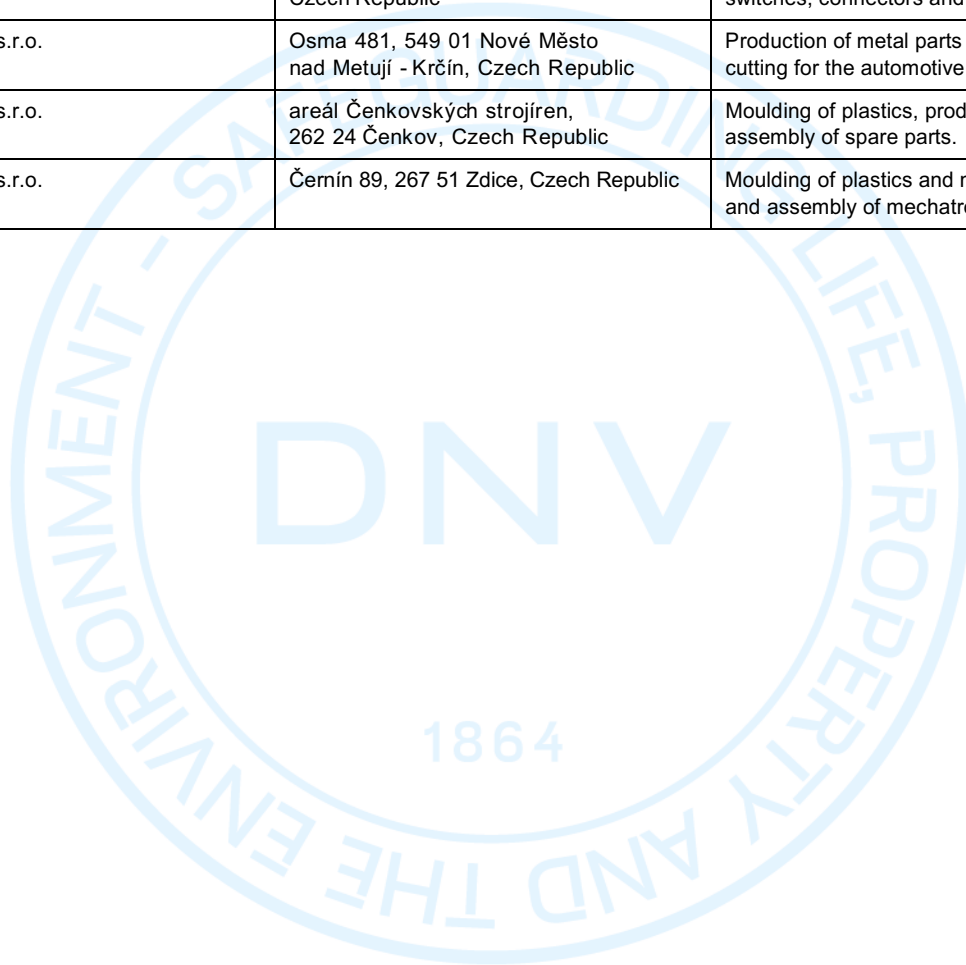 Czech Republic
switches, connectors and
s.r.o.
Osma 481, 549 01 Nové Město
nad Metují - Krčín, Czech Republic
Production of metal parts
cutting for the automotive
s.r.o.
areál Čenkovských strojíren,
262 24 Čenkov, Czech Republic
Moulding of plastics, prod
assembly of spare parts.
s.r.o.
Černín 89, 267 51 Zdice, Czech Republic
Moulding of plastics and
and assembly of mechatr
SAFEGUARDING LIFE, PROPERTY AND THE ENVIRONMENT -
DNV
1864